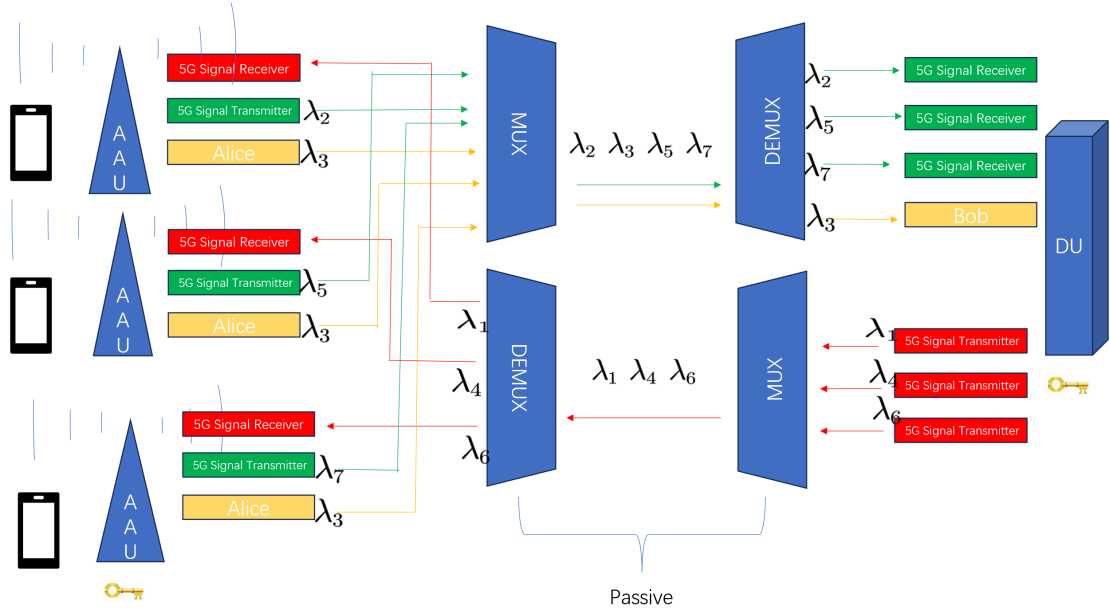 5G Signal Receiver
5G Signal Transmitter
λ2
Alice
λ3
AAU
5G Signal Receiver
5G Signal Transmitter
λ5
Alice
λ3
AAU
5G Signal Receiver
5G Signal Transmitter
λ7
Alice
λ3
AAU
MUX
λ2 λ3 λ5 λ7
DEMUX
λ2
5G Signal Receiver
λ5
5G Signal Receiver
λ7
5G Signal Receiver
λ3
Bob
DU
λ1
λ4
λ6
DEMUX
λ1 λ4 λ6
MUX
λ1
5G Signal Transmitter
λ4
5G Signal Transmitter
λ6
5G Signal Transmitter
Passive